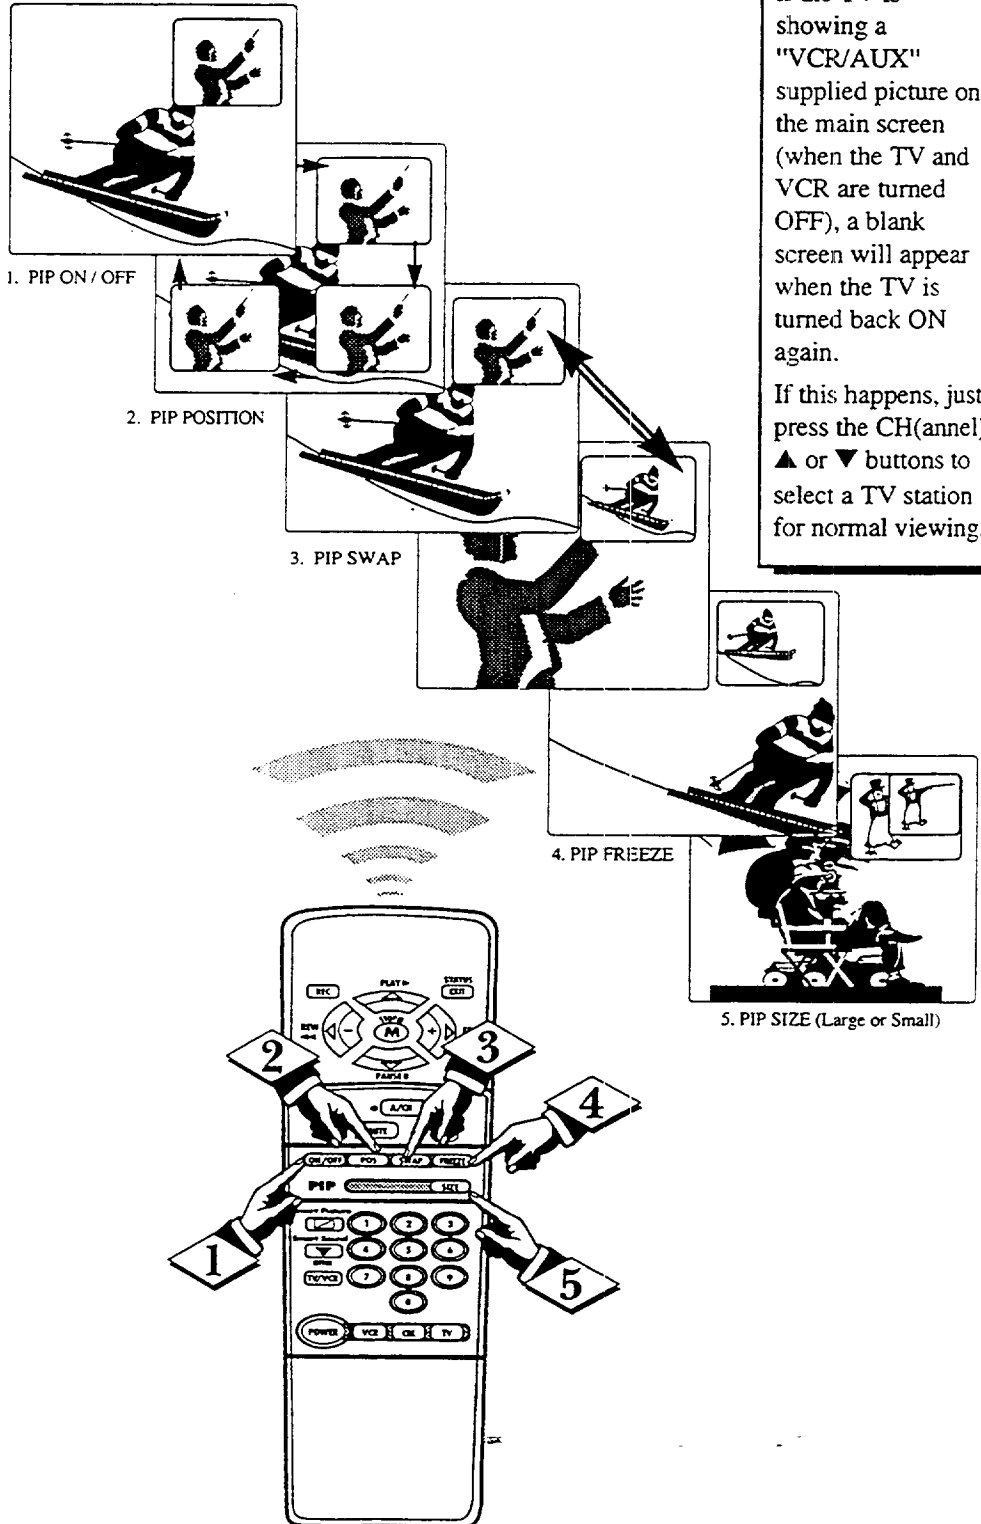 showing a
"VCR/AUX"
supplied picture on
the main screen
(when the TV and
VCR are turned
OFF), a blank
screen will appear
when the TV is
turned back ON
again.
If this happens, just
press the CH(annel)
▲ or ▼ buttons to
select a TV station
for normal viewing.
1. PIP ON / OFF
2. PIP POSITION
3. PIP SWAP
4. PIP FREEZE
5. PIP SIZE (Large or Small)
PLAY ▶
STATUS
REC
EXIT
REW
M
PAUSE
2
3
4
A/CH
ON/OFF POS SWAP FREEZE
PIP SIZE
1
5
1 2 3
4 5 6
TV/VCR 7 8 9
POWER VCR CBL TV